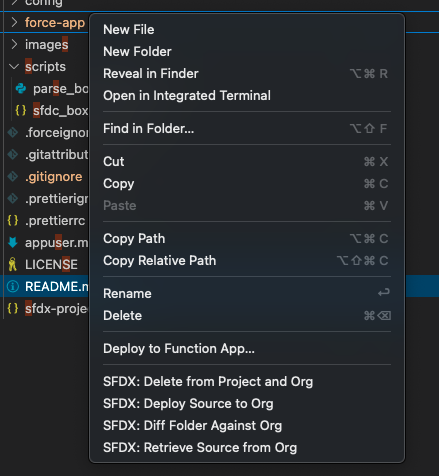 config
force-app
images
scripts
parse_bo
sfdc_box
.forceignor
.gitattribut
.gitignore
.prettierign
.prettierrc
appuser.m
LICENSE
README.m
sfdx-projec
New File
New Folder
Reveal in Finder ⌥⌘ R
Open in Integrated Terminal
Find in Folder... ⌥⇧ F
Cut ⌘ X
Copy ⌘ C
Paste ⌘ V
Copy Path ⌥⌘ C
Copy Relative Path ⌥⇧⌘ C
Rename ↩
Delete ⌘⌫
Deploy to Function App...
SFDX: Delete from Project and Org
SFDX: Deploy Source to Org
SFDX: Diff Folder Against Org
SFDX: Retrieve Source from Org